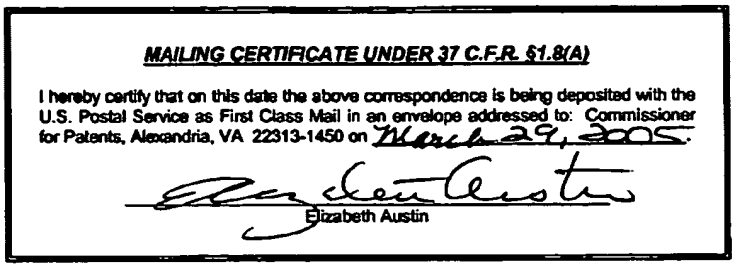 MAILING CERTIFICATE UNDER 37 C.F.R. §1.8(A)
I hereby certify that on this date the above correspondence is being deposited with the
U.S. Postal Service as First Class Mail in an envelope addressed to: Commissioner
for Patents, Alexandria, VA 22313-1450 on March 29, 2005.
Elizabeth Austin
Elizabeth Austin